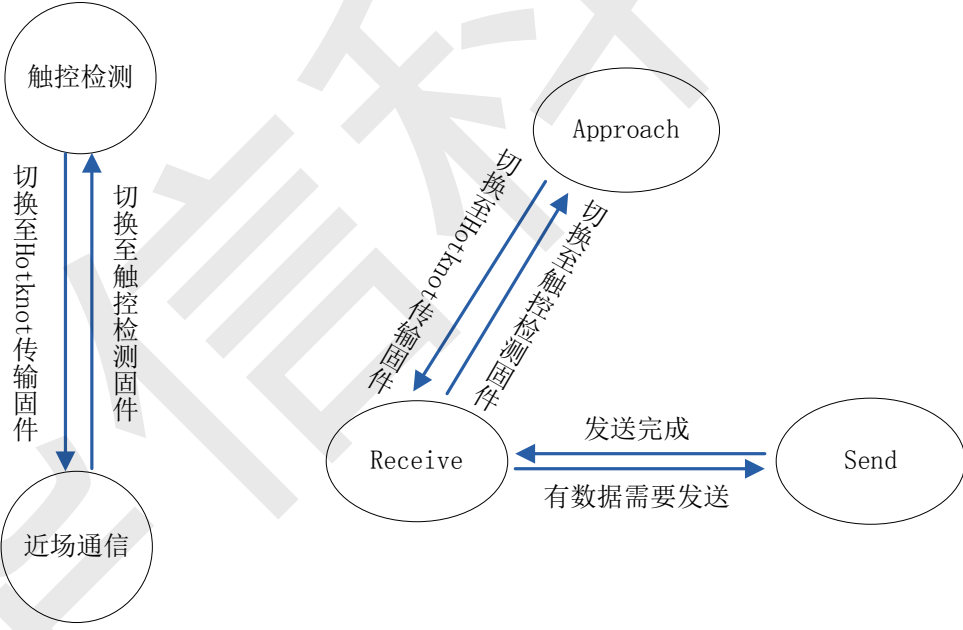 触控检测
切换至Hotknot传输固件
切换至触控检测固件
近场通信
Approach
切换至Hotknot传输固件
切换至触控检测固件
Receive
发送完成
有数据需要发送
Send
信科